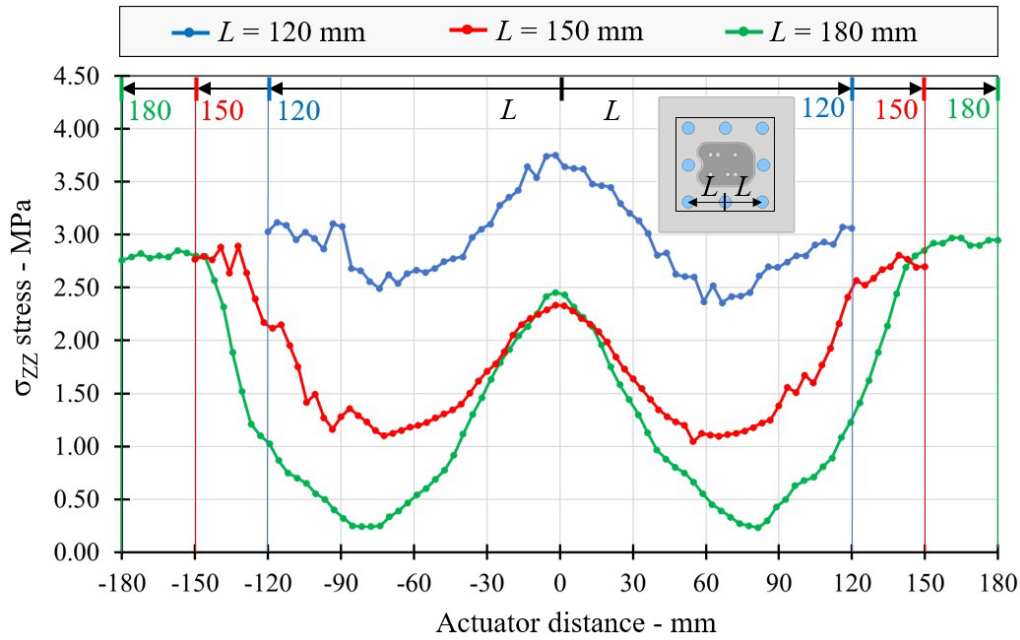 L = 120 mm L = 150 mm L = 180 mm
4.50
4.00
3.50
3.00
2.50
2.00
1.50
1.00
0.50
0.00
σZZ stress - MPa
180 150 120 L L 120 150 180
L L
-180 -150 -120 -90 -60 -30 0 30 60 90 120 150 180
Actuator distance - mm